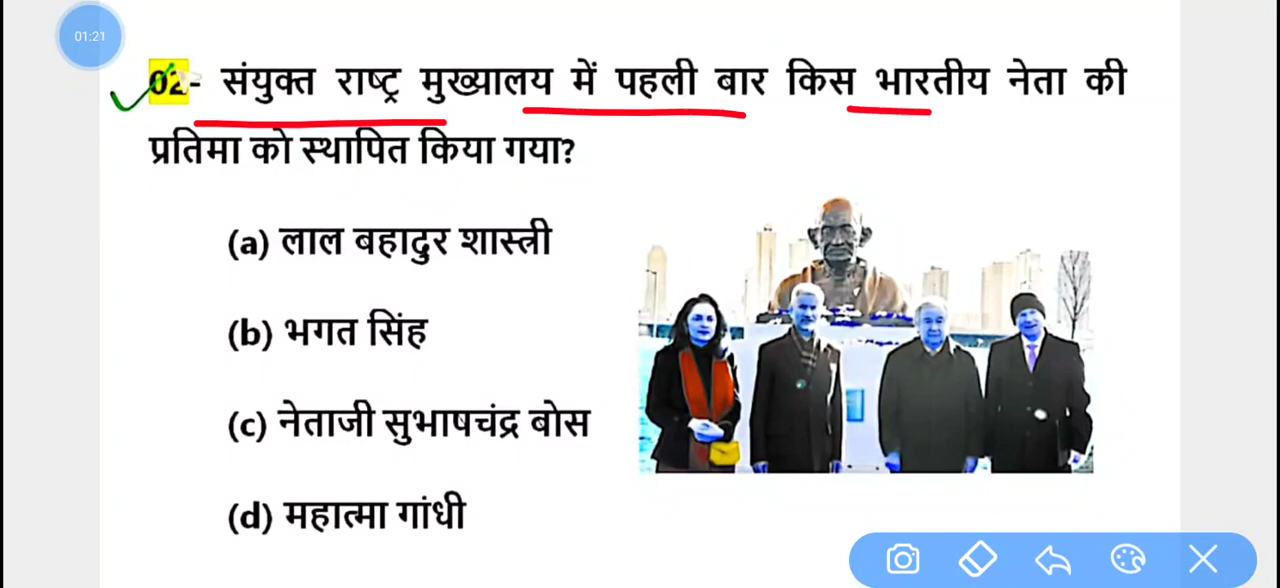 01:21
02- संयुक्त राष्ट्र मुख्यालय में पहली बार किस भारतीय नेता की
प्रतिमा को स्थापित किया गया?
(a) लाल बहादुर शास्त्री
(b) भगत सिंह
(c) नेताजी सुभाषचंद्र बोस
(d) महात्मा गांधी